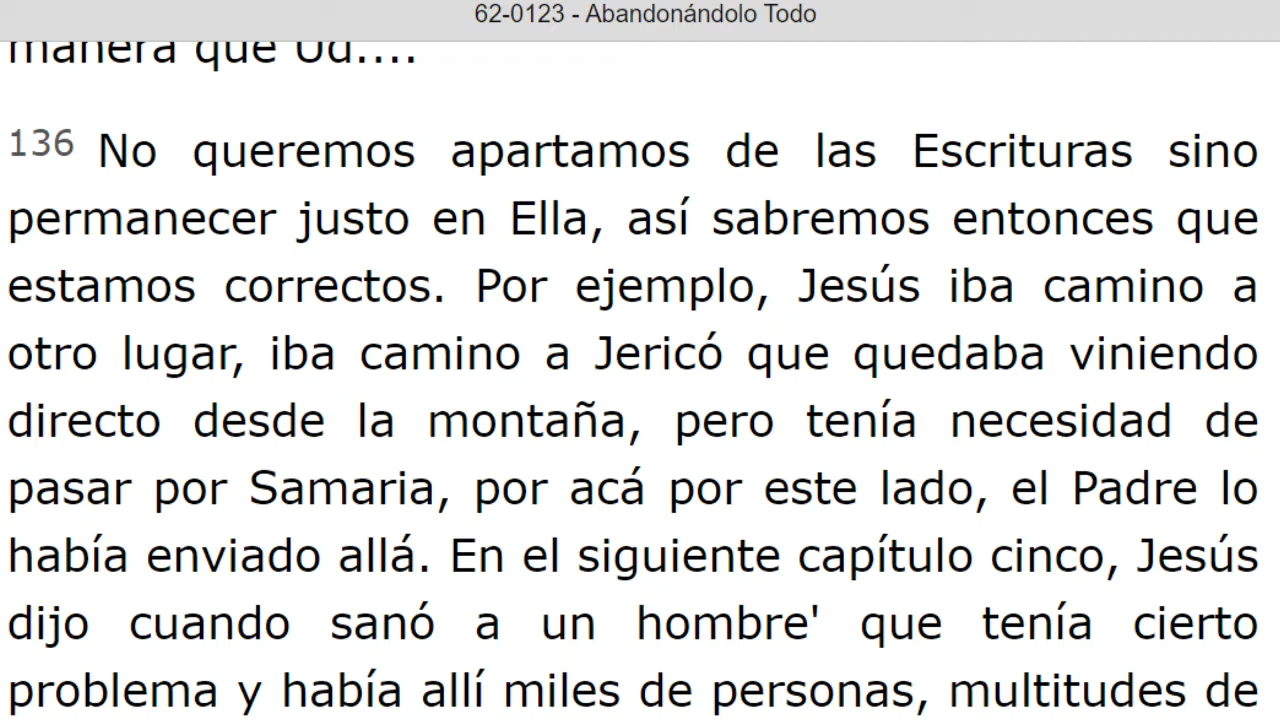 62-0123 - Abandonándolo Todo
manera que Ud....
136 No queremos apartamos de las Escrituras sino
permanecer justo en Ella, así sabremos entonces que
estamos correctos. Por ejemplo, Jesús iba camino a
otro lugar, iba camino a Jericó que quedaba viniendo
directo desde la montaña, pero tenía necesidad de
pasar por Samaria, por acá por este lado, el Padre lo
había enviado allá. En el siguiente capítulo cinco, Jesús
dijo cuando sanó a un hombre' que tenía cierto
problema y había allí miles de personas, multitudes de